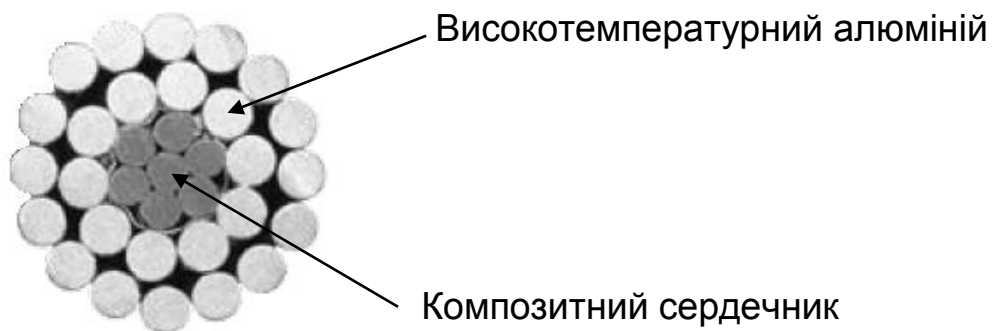 Високотемпературний алюміній
Композитний сердечник